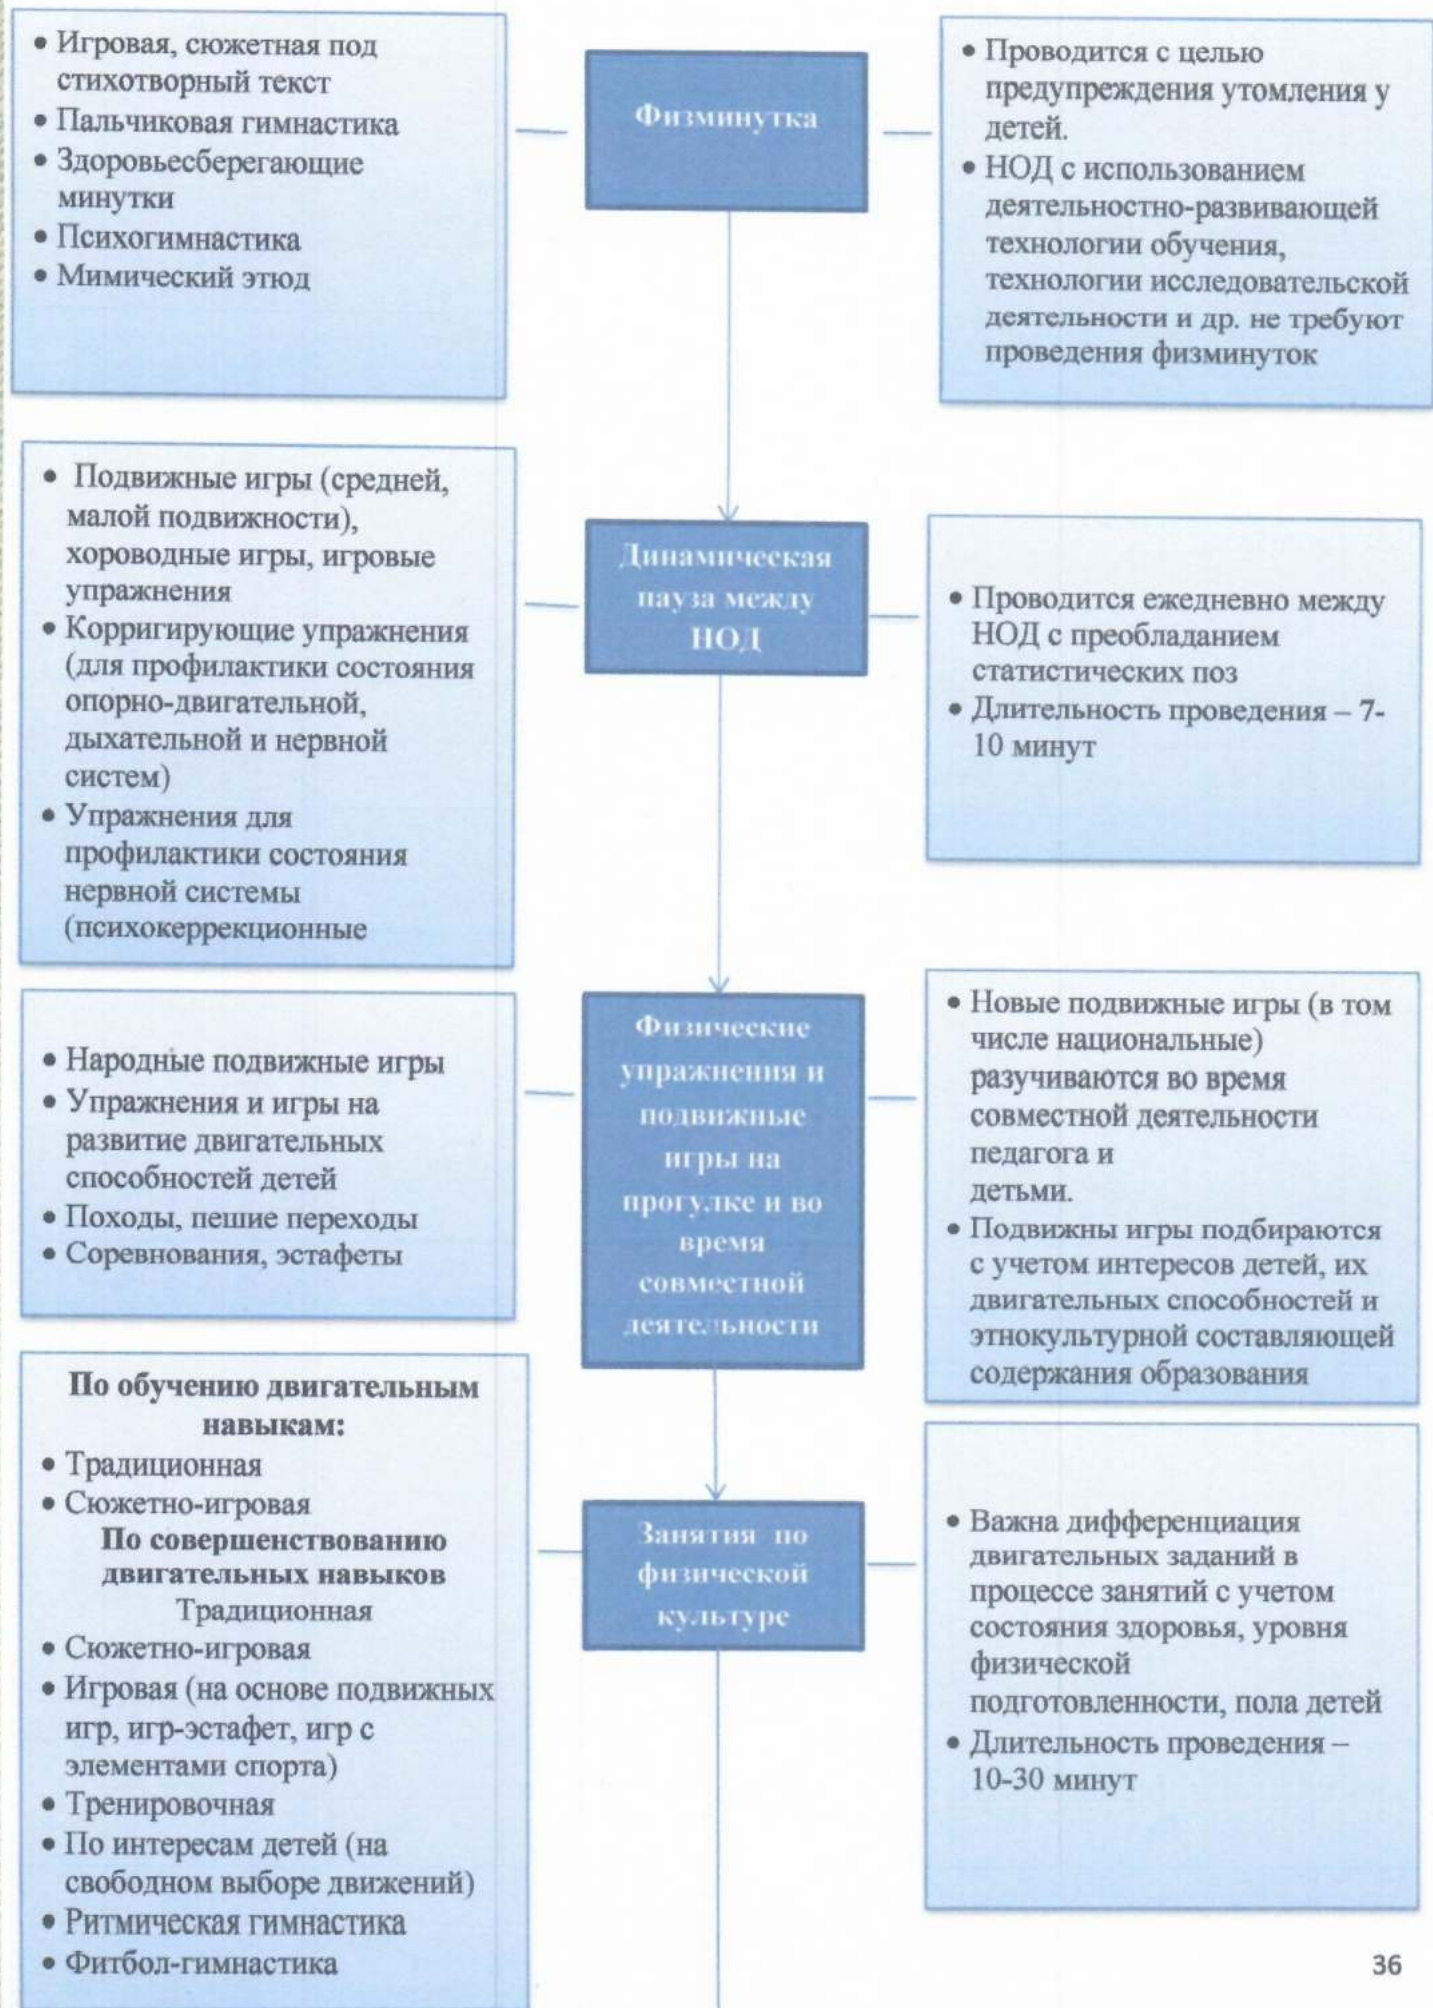 • Игровая, сюжетная под
стихотворный текст
• Пальчиковая гимнастика
• Здоровьесберегающие
минутки
• Психогимнастика
• Мимический этюд
Физминутка
• Проводится с целью
предупреждения утомления у
детей.
• НОД с использованием
деятельностно-развивающей
технологии обучения,
технологии исследовательской
деятельности и др. не требуют
проведения физминуток
• Подвижные игры (средней,
малой подвижности),
хороводные игры, игровые
упражнения
• Корригирующие упражнения
(для профилактики состояния
опорно-двигательной,
дыхательной и нервной
систем)
• Упражнения для
профилактики состояния
нервной системы
(психокеррекционные
Динамическая
пауза между
НОД
• Проводится ежедневно между
НОД с преобладанием
статистических поз
• Длительность проведения – 7-
10 минут
• Народные подвижные игры
• Упражнения и игры на
развитие двигательных
способностей детей
• Походы, пешие переходы
• Соревнования, эстафеты
Физические
упражнения и
подвижные
игры на
прогулке и во
время
совместной
деятельности
• Новые подвижные игры (в том
числе национальные)
разучиваются во время
совместной деятельности
педагога и
детьми.
• Подвижны игры подбираются
с учетом интересов детей, их
двигательных способностей и
этнокультурной составляющей
содержания образования
По обучению двигательным
навыкам:
• Традиционная
• Сюжетно-игровая
По совершенствованию
двигательных навыков
Традиционная
• Сюжетно-игровая
• Игровая (на основе подвижных
игр, игр-эстафет, игр с
элементами спорта)
• Тренировочная
• По интересам детей (на
свободном выборе движений)
• Ритмическая гимнастика
• Фитбол-гимнастика
Занятия по
физической
культуре
• Важна дифференциация
двигательных заданий в
процессе занятий с учетом
состояния здоровья, уровня
физической
подготовленности, пола детей
• Длительность проведения –
10-30 минут
36